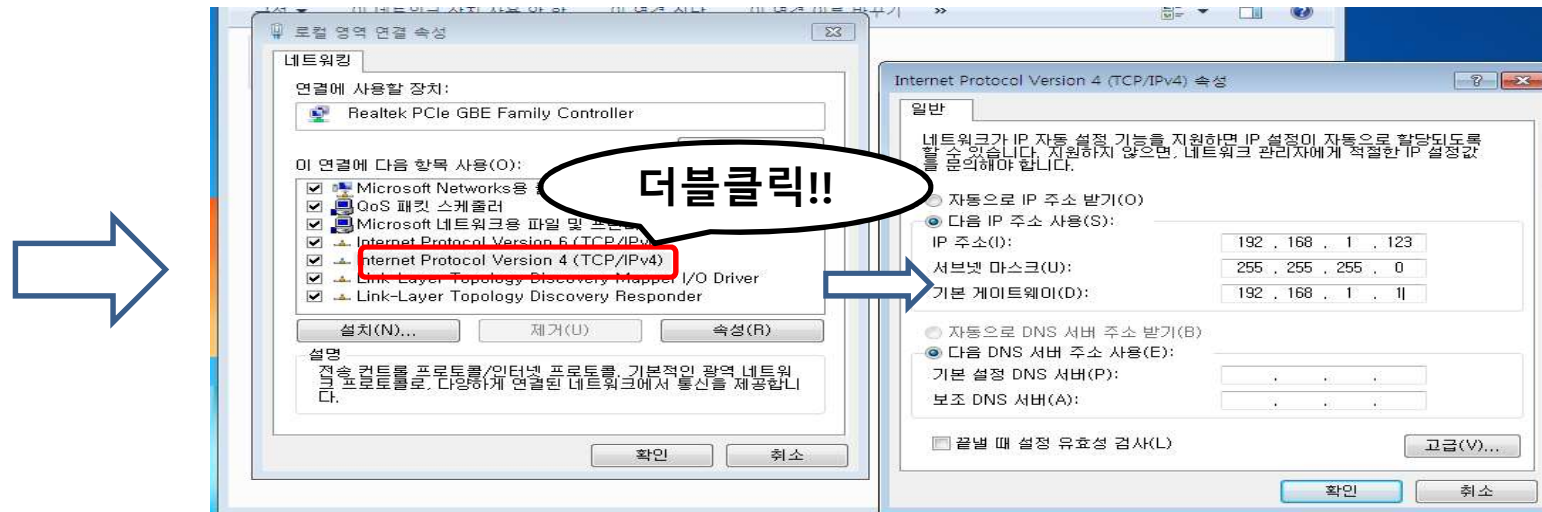 로컬 영역 연결 속성
네트워킹
연결에 사용할 장치:
Realtek PCIe GBE Family Controller
이 연결에 다음 항목 사용(O):
Microsoft Networks용
QoS 패킷 스케줄러
Microsoft 네트워크용 파일 및
Internet Protocol Version 6 (TCP/IPv
Internet Protocol Version 4 (TCP/IPv4)
Link-Layer Topology Discovery Mapper I/O Driver
Link-Layer Topology Discovery Responder
더블클릭!!
설치(N)...
제거(U)
속성(R)
설명
전송 컨트롤 프로토콜/인터넷 프로토콜. 기본적인 광역 네트워
크 프로토콜로, 다양하게 연결된 네트워크에서 통신을 제공합니
다.
확인
취소
Internet Protocol Version 4 (TCP/IPv4) 속성
일반
네트워크가 IP 자동 설정 기능을 지원하면 IP 설정이 자동으로 할당되도록
할 수 있습니다. 지원하지 않으면, 네트워크 관리자에게 적절한 IP 설정값
을 문의해야 합니다.
자동으로 IP 주소 받기(O)
다음 IP 주소 사용(S):
IP 주소(I): 192 . 168 . 1 . 123
서브넷 마스크(U): 255 . 255 . 255 . 0
기본 게이트웨이(D): 192 . 168 . 1 . 1
자동으로 DNS 서버 주소 받기(B)
다음 DNS 서버 주소 사용(E):
기본 설정 DNS 서버(P): . . .
보조 DNS 서버(A): . . .
끝낼 때 설정 유효성 검사(L)
고급(V)...
확인
취소